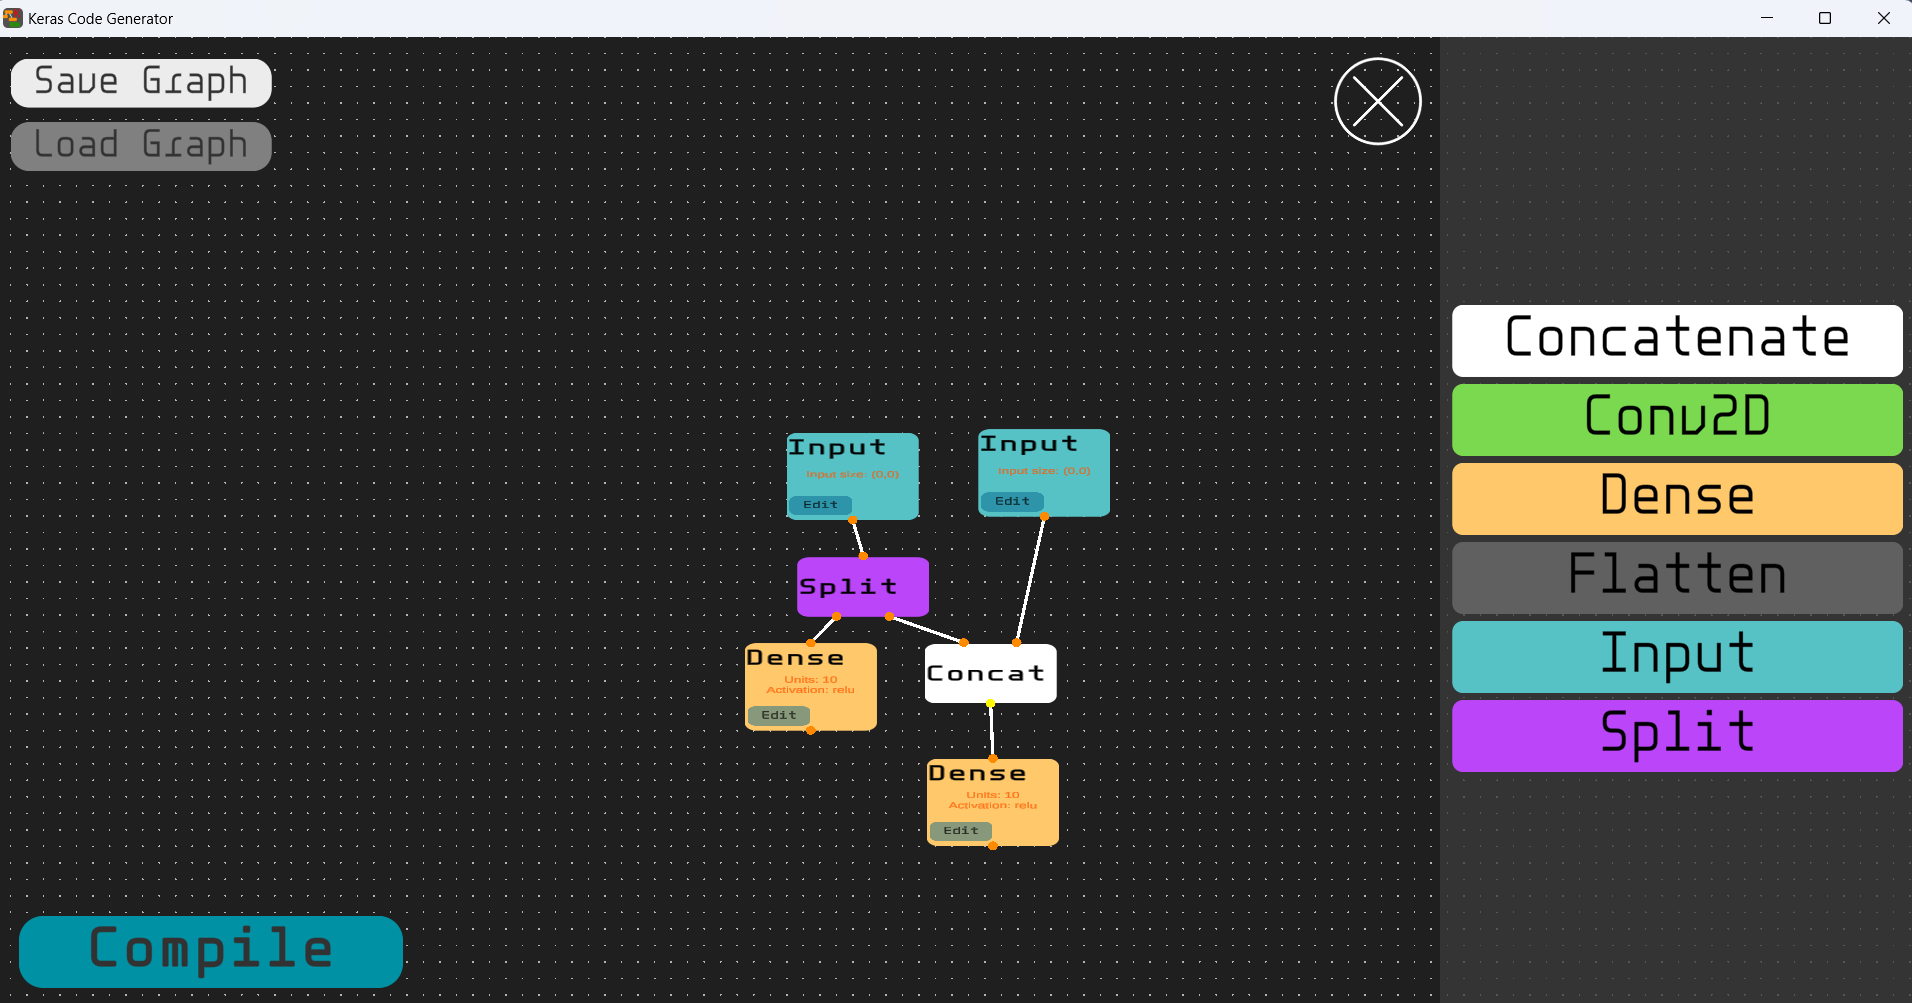 Keras Code Generator
Save Graph
Load Graph
Input
Input size: (0,0)
Edit
Input
Input size: (0,0)
Edit
Split
Dense
Units: 10
Activation: relu
Edit
Concat
Dense
Units: 10
Activation: relu
Edit
Compile
Concatenate
Conv2D
Dense
Flatten
Input
Split